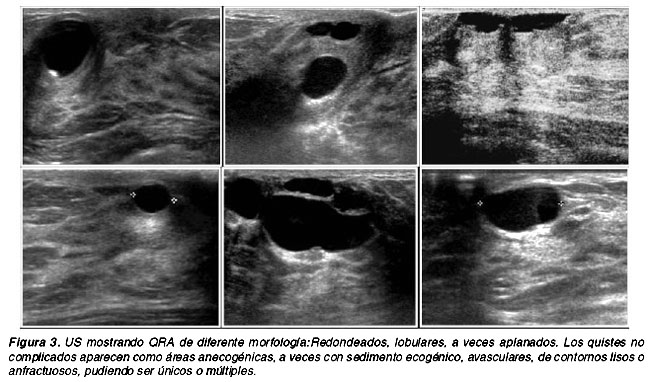 Figura 3. US mostrando QRA de diferente morfología:Redondeados, lobulares, a veces aplanados. Los quistes no
complicados aparecen como áreas anecogénicas, a veces con sedimento ecogénico, avasculares, de contornos lisos o
anfractuosos, pudiendo ser únicos o múltiples.